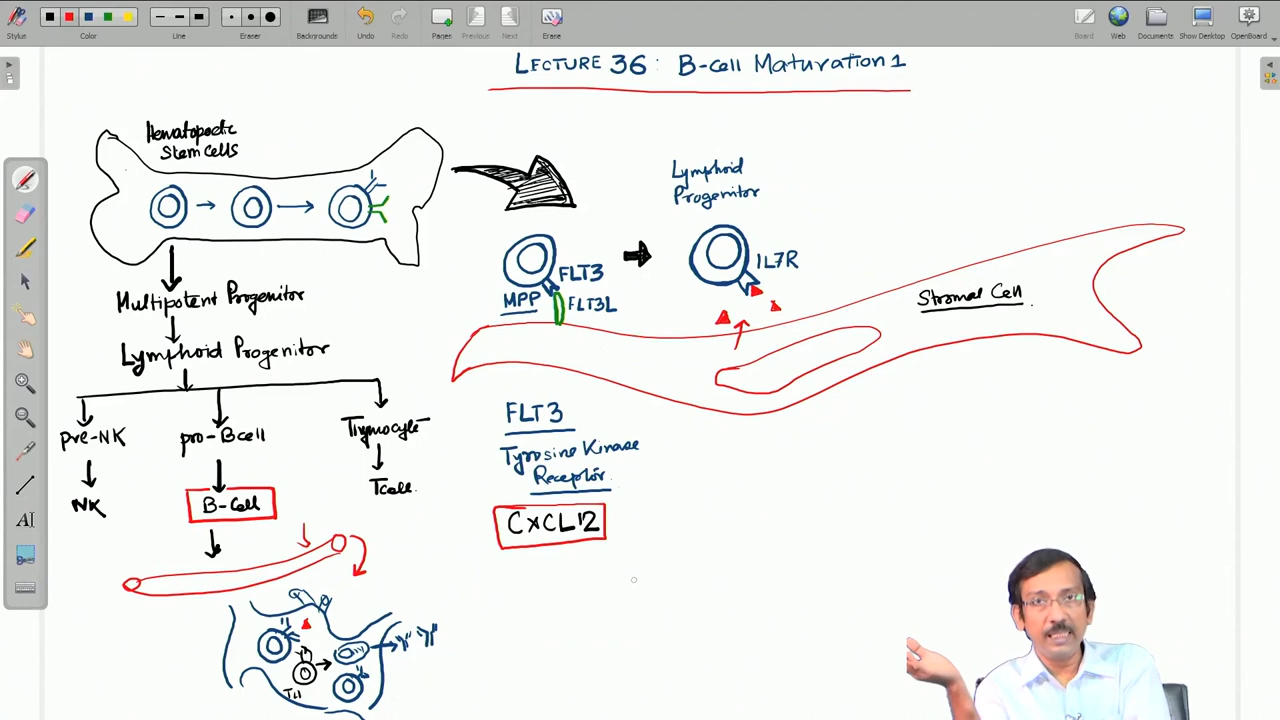 Stylus
Color
Line
Eraser
Backgrounds
Undo
Redo
Pages
Previous
Next
Erase
Board
Web
Documents
Show Desktop
OpenBoard
LECTURE 36: B-cell Maturation 1
Hematopoetic
Stem Cells
Multipotent Progenitor
Lymphoid Progenitor
pre-NK
pro-B cell
Thymocyte
NK
B-Cell
T cell.
Lymphoid
Progenitor
FLT3
IL7R
MPP
FLT3L
Stromal Cell.
FLT3
Tyrosine Kinase
Receptor.
CXCL12
AI